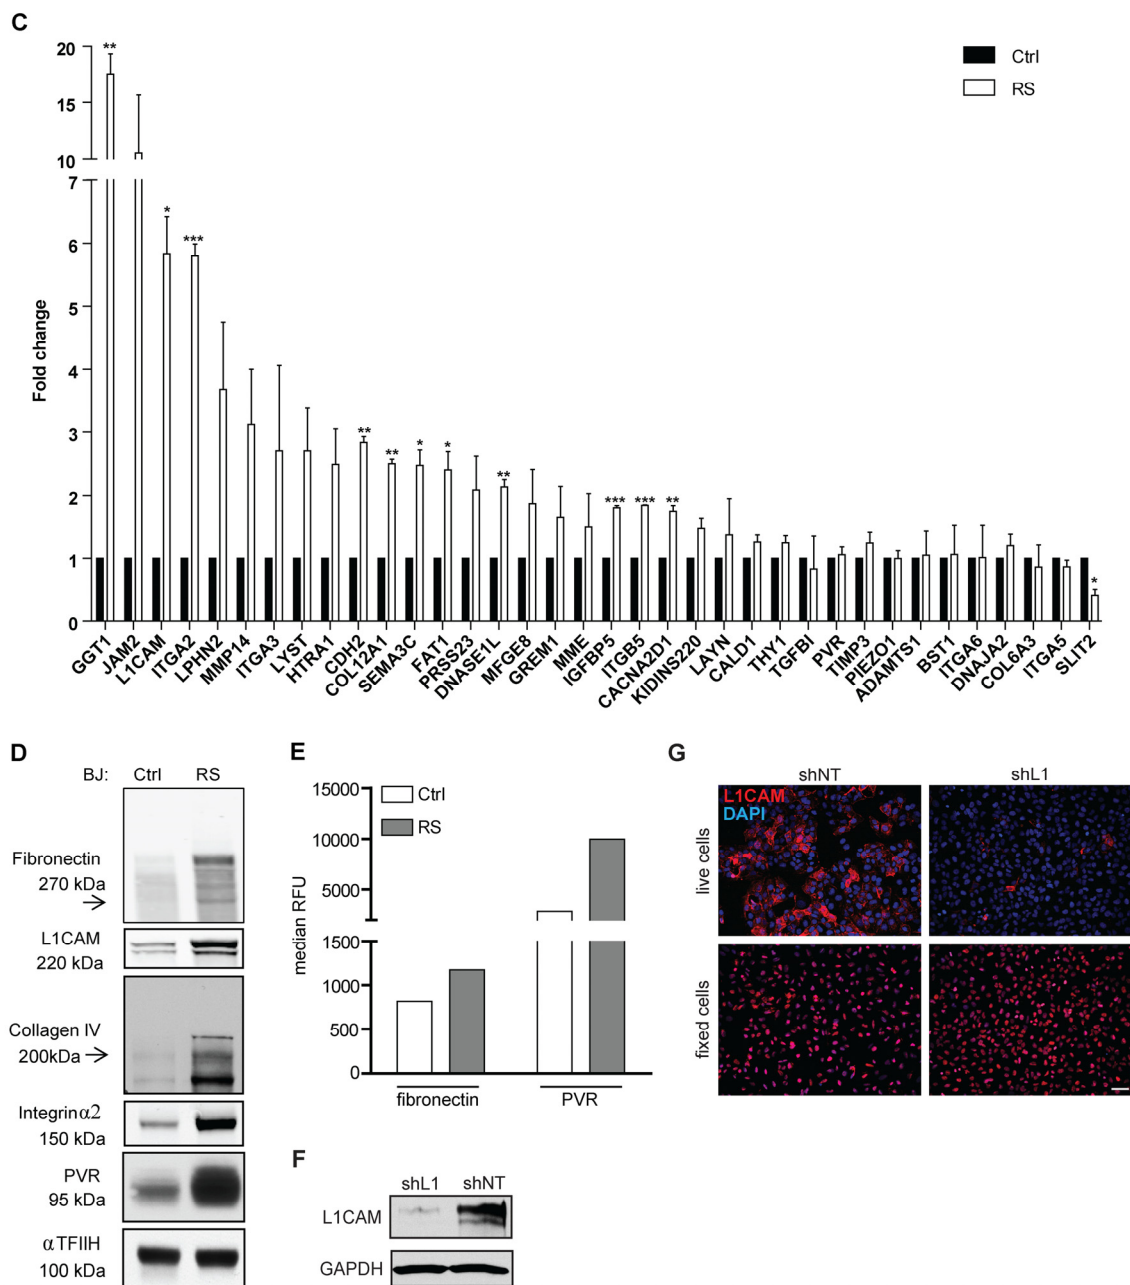 C
20
15
10
7
6
5
4
3
2
1
0
Fold change
Ctrl
RS
**
*
***
**
**
*
*
**
***
***
**
*
GGT1
JAM2
L1CAM
ITGA2
LPHN2
MMP14
ITGA3
LYST
HTRA1
CDH2
COL12A1
SEMA3C
FAT1
PRSS23
DNASE1L
MFGE8
GREM1
MME
IGFBP5
ITGB5
CACNA2D1
KIDINS220
LAYN
CALD1
THY1
TGFBI
PVR
TIMP3
PIEZO1
ADAMTS1
BST1
ITGA6
DNAJA2
COL6A3
ITGA5
SLIT2
D
BJ: Ctrl RS
Fibronectin
270 kDa
L1CAM
220 kDa
Collagen IV
200kDa
Integrin α2
150 kDa
PVR
95 kDa
αTFIIH
100 kDa
E
15000
10000
5000
1500
1000
500
0
median RFU
Ctrl
RS
fibronectin
PVR
F
shL1 shNT
L1CAM
GAPDH
G
shNT shL1
L1CAM
DAPI
live cells
fixed cells